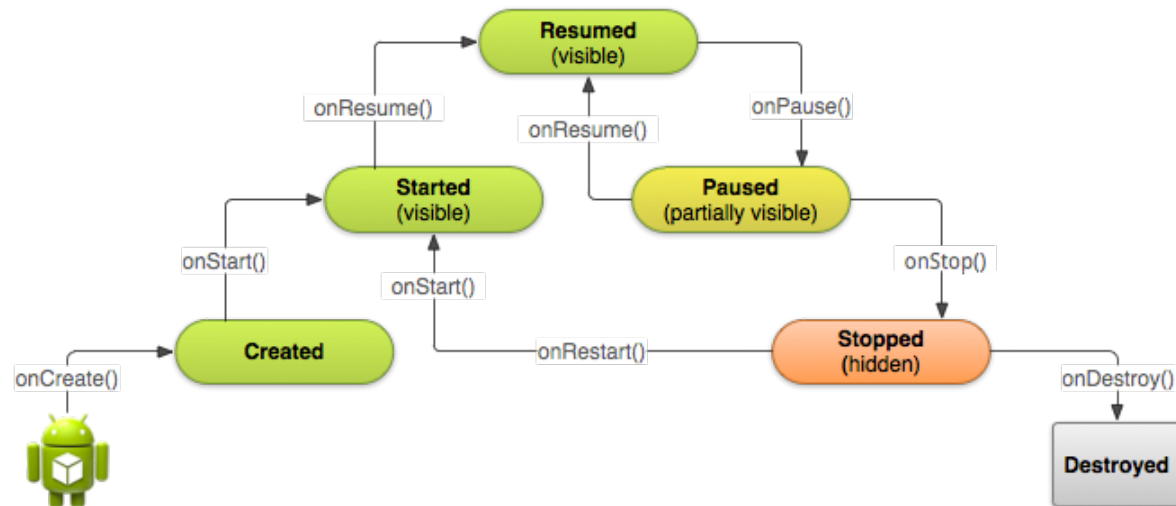 Resumed
(visible)
onResume()
onPause()
onResume()
Started
(visible)
Paused
(partially visible)
onStart()
onStart()
onStop()
Created
onRestart()
Stopped
(hidden)
onCreate()
onDestroy()
Destroyed